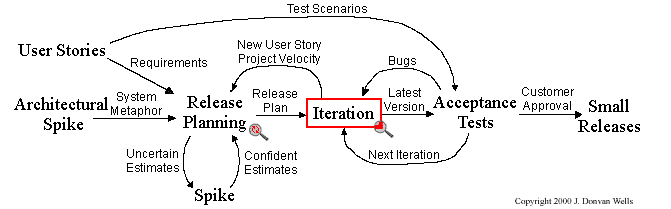 Test Scenarios
User Stories
Requirements
New User Story
Project Velocity
Bugs
Architectural
Spike
System
Metaphor
Release
Planning
Release
Plan
Iteration
Latest
Version
Acceptance
Tests
Customer
Approval
Small
Releases
Uncertain
Estimates
Confident
Estimates
Next Iteration
Spike
Copyright 2000 J. Donvan Wells